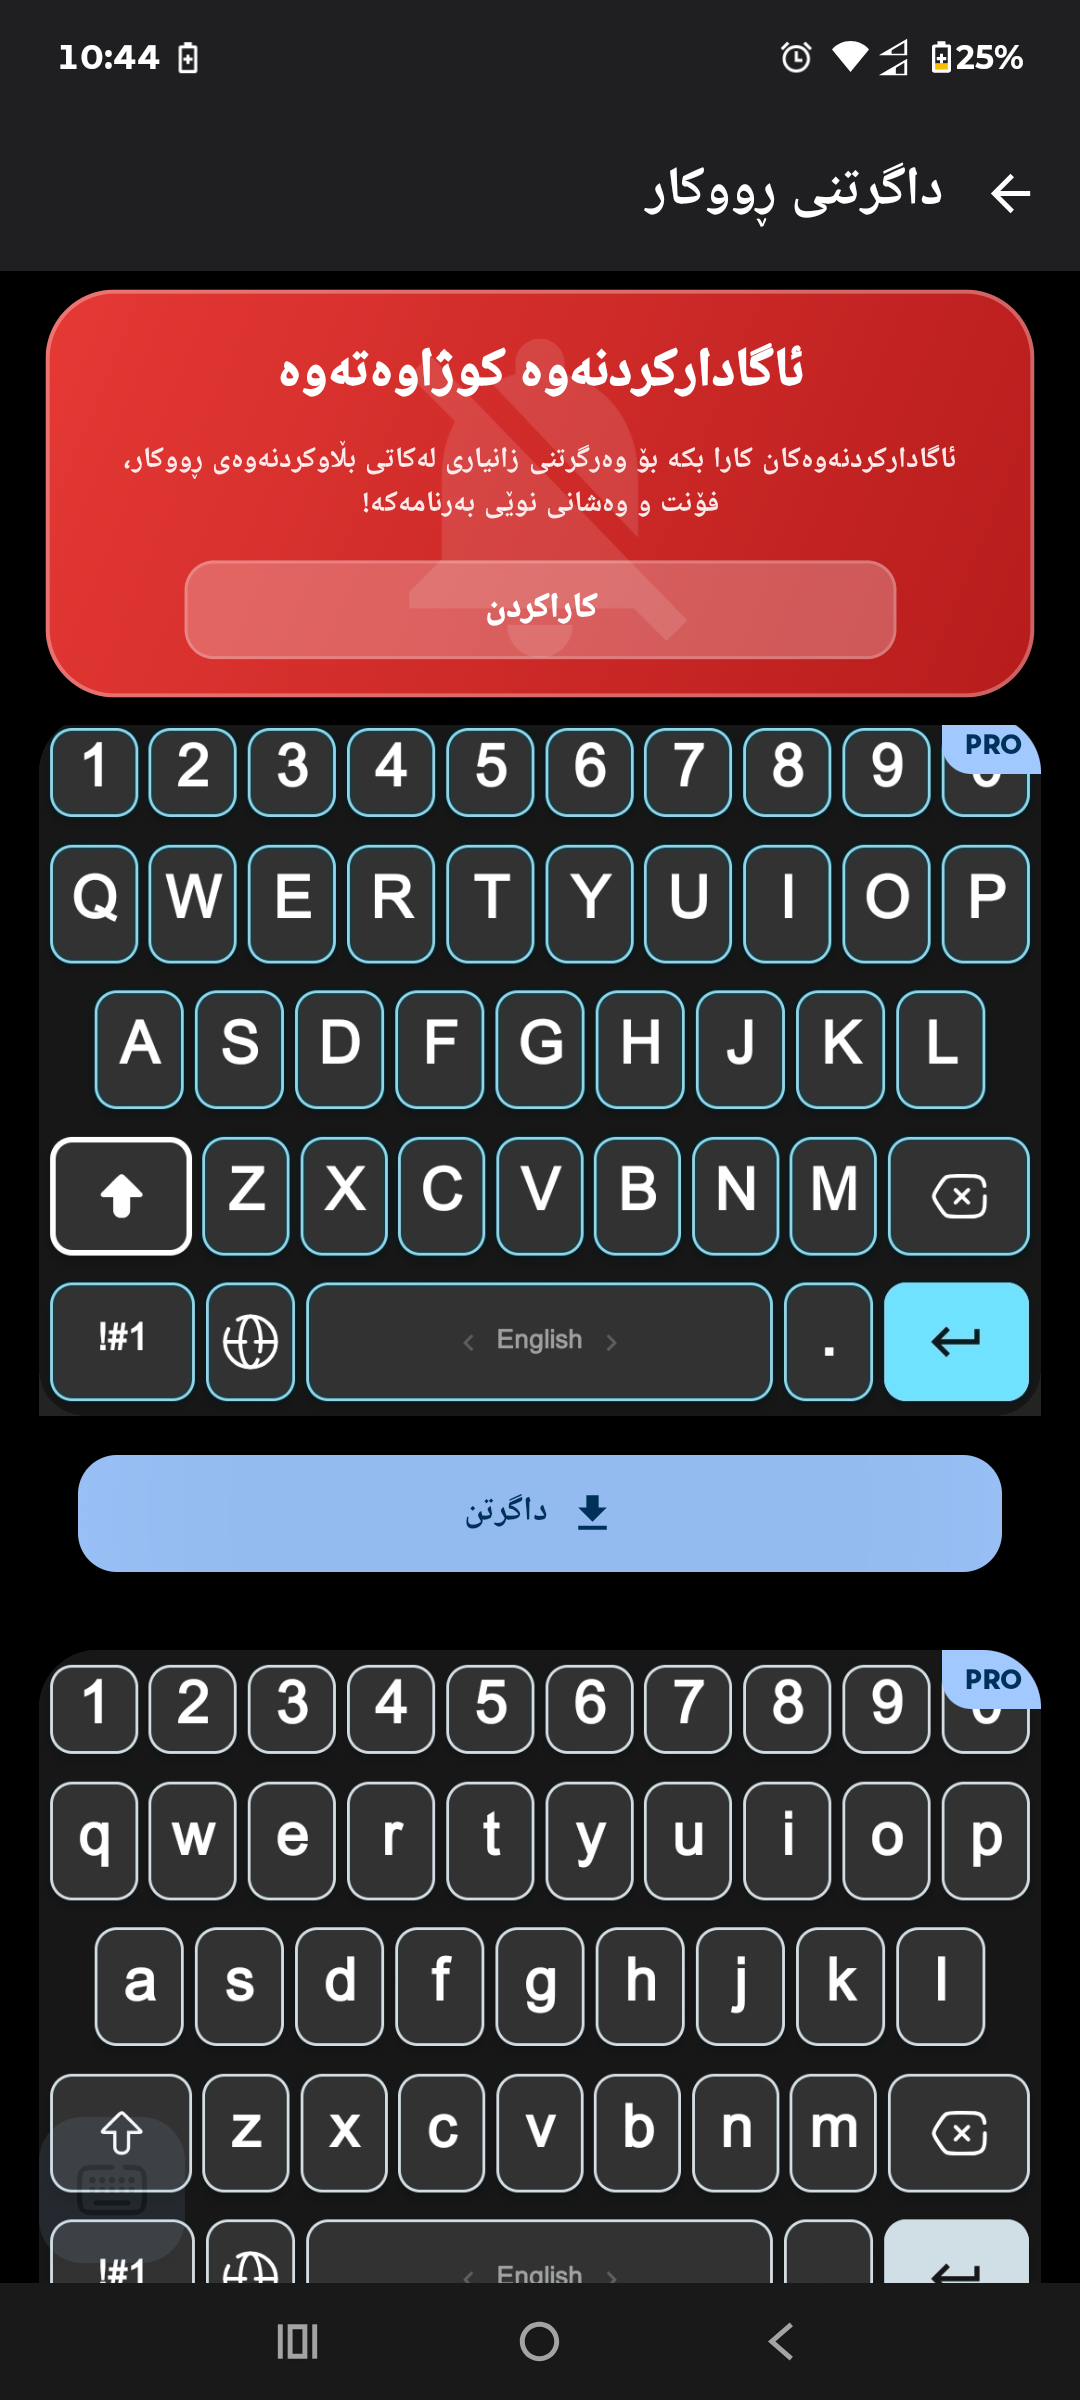 10:44
25%
داگرتنی ڕووکار
ئاگادارکردنەوە کوژاوەتەوە
ئاگادارکردنەوەکان کارا بکە بۆ وەرگرتنی زانیاری لەکاتی بڵاوکردنەوەی ڕووکار،
فۆنت و وەشانی نوێی بەرنامەکە!
کاراکردن
PRO
1 2 3 4 5 6 7 8 9 0
Q W E R T Y U I O P
A S D F G H J K L
Z X C V B N M
!#1 English .
داگرتن
PRO
1 2 3 4 5 6 7 8 9 0
q w e r t y u i o p
a s d f g h j k l
z x c v b n m
!#1 English